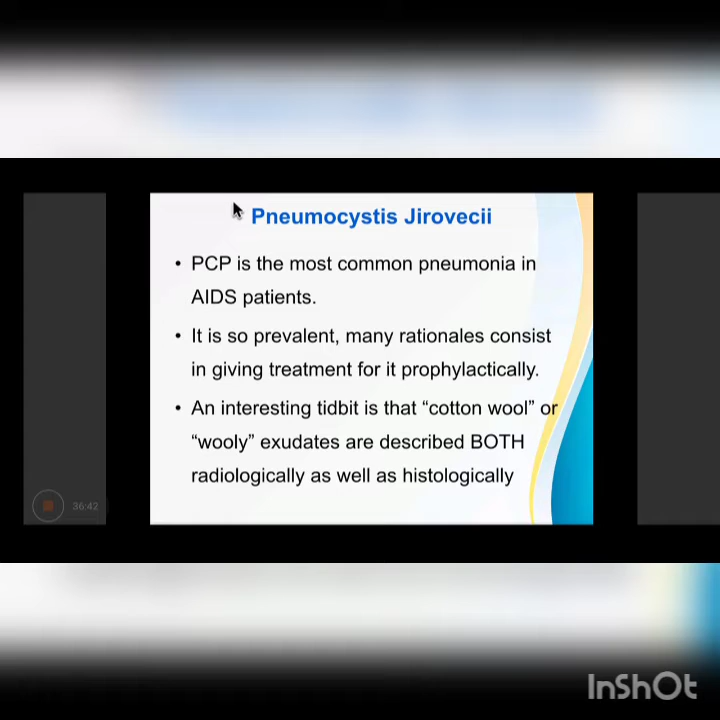 Pneumocystis Jirovecii
• PCP is the most common pneumonia in
AIDS patients.
• It is so prevalent, many rationales consist
in giving treatment for it prophylactically.
• An interesting tidbit is that “cotton wool” or
“wooly” exudates are described BOTH
radiologically as well as histologically
36:42
InShOt